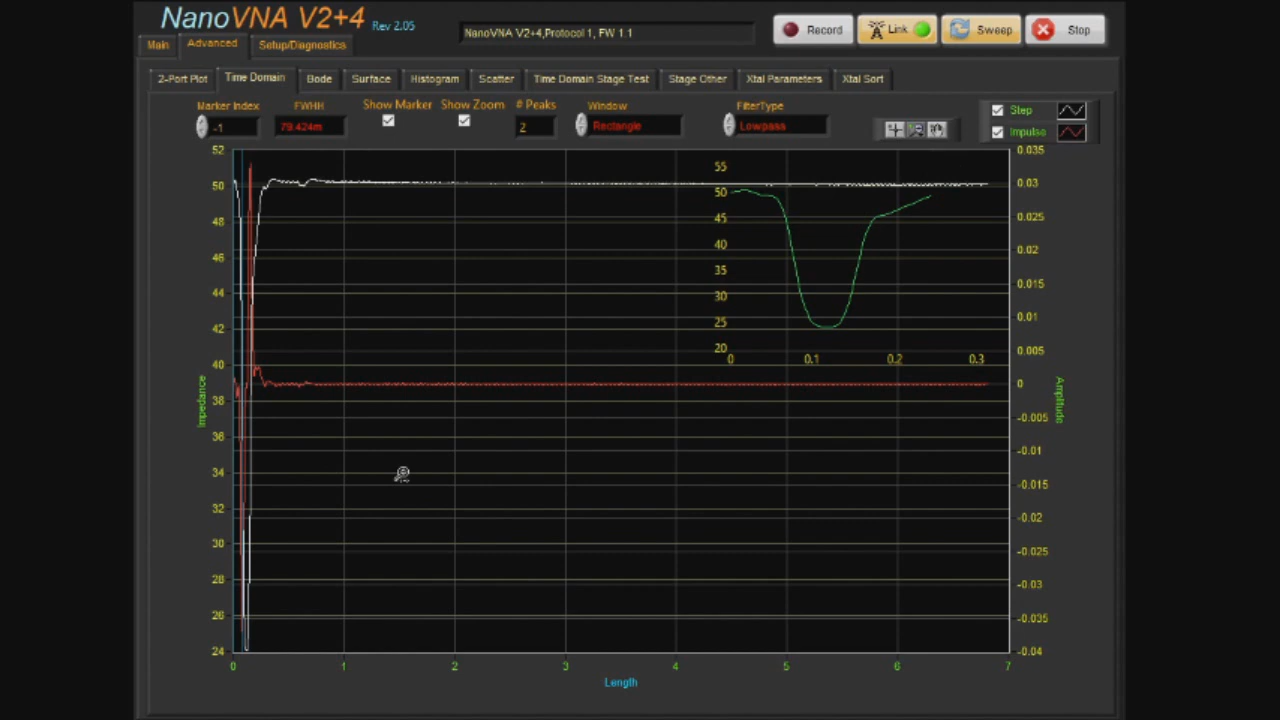 NanoVNA V2+4 Rev 2.05
NanoVNA V2+4,Protocol 1, FW 1.1
Record
Link
Sweep
Stop
Main
Advanced
Setup/Diagnostics
2-Port Plot
Time Domain
Bode
Surface
Histogram
Scatter
Time Domain Stage Test
Stage Other
Xtal Parameters
Xtal Sort
Marker Index
FWHH
Show Marker
Show Zoom
# Peaks
Window
FilterType
-1
79.424m
2
Rectangle
Lowpass
Step
Impulse
52
50
48
46
44
42
40
38
36
34
32
30
28
26
24
Impedance
55
50
45
40
35
30
25
20
0
0.1
0.2
0.3
0.035
0.03
0.025
0.02
0.015
0.01
0.005
0
-0.005
-0.01
-0.015
-0.02
-0.025
-0.03
-0.035
-0.04
Amplitude
0
1
2
3
4
5
6
7
Length